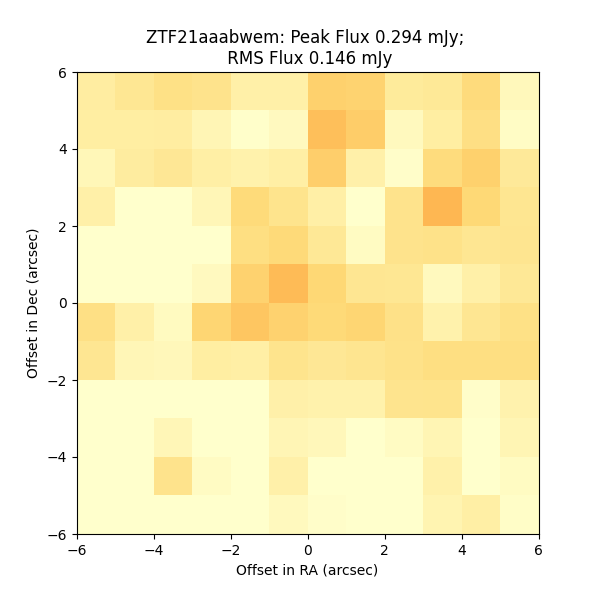 ZTF21aaabwem: Peak Flux 0.294 mJy;
RMS Flux 0.146 mJy
6
4
2
0
−2
−4
−6
Offset in Dec (arcsec)
−6 −4 −2 0 2 4 6
Offset in RA (arcsec)